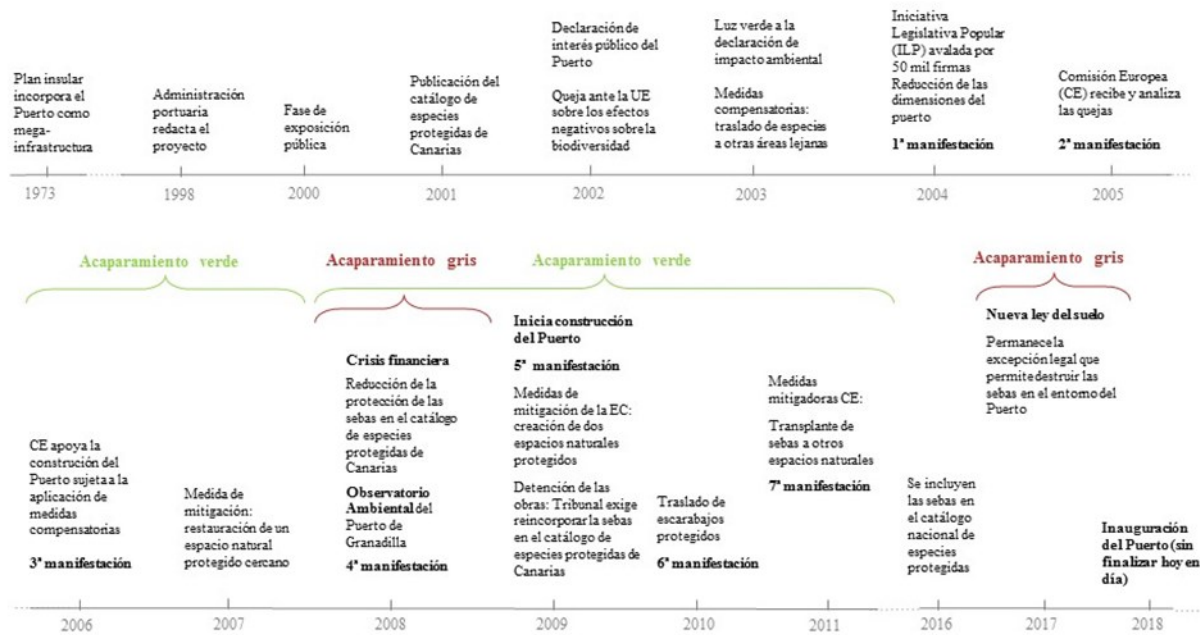 Plan insular
incorpora el
Puerto como
mega-
infrastructura
Administración
portuaria
redacta el
proyecto
Fase de
exposición
pública
Publicación del
catálogo de
especies
protegidas de
Canarias
Declaración de
interés público del
Puerto
Queja ante la UE
sobre los efectos
negativos sobre la
biodiversidad
Luz verde a la
declaración de
impacto ambiental
Medidas
compensatorias:
traslado de especies
a otras áreas lejanas
Iniciativa
Legislativa Popular
(ILP) avalada por
50 mil firmas
Reducción de las
dimensiones del
puerto
1ª manifestación
Comisión Europea
(CE) recibe y analiza
las quejas
2ª manifestación
1973
1998
2000
2001
2002
2003
2004
2005
Acaparamiento verde
Acaparamiento gris
Acaparamiento verde
Acaparamiento gris
CE apoya la
construción del
Puerto sujeta a la
aplicación de
medidas
compensatorias
3ª manifestación
Medida de
mitigación:
restauración de un
espacio natural
protegido cercano
Crisis financiera
Reducción de la
protección de las
sebas en el catálogo
de especies
protegidas de
Canarias
Observatorio
Ambiental del
Puerto de
Granadilla
4ª manifestación
Inicia construcción
del Puerto
5ª manifestación
Medidas de
mitigación de la EC:
creación de dos
espacios naturales
protegidos
Detención de las
obras: Tribunal exige
reincorporar la sebas
en el catálogo de
especies protegidas de
Canarias
Traslado de
escarabajos
protegidos
6ª manifestación
Medidas
mitigadoras CE:
Transplante de
sebas a otros
espacios naturales
7ª manifestación
Se incluyen
las sebas en
el catálogo
nacional de
especies
protegidas
Nueva ley del suelo
Permanece la
excepción legal que
permite destruir las
sebas en el entorno del
Puerto
Inauguración
del Puerto (sin
finalizar hoy en
día)
2006
2007
2008
2009
2010
2011
2016
2017
2018